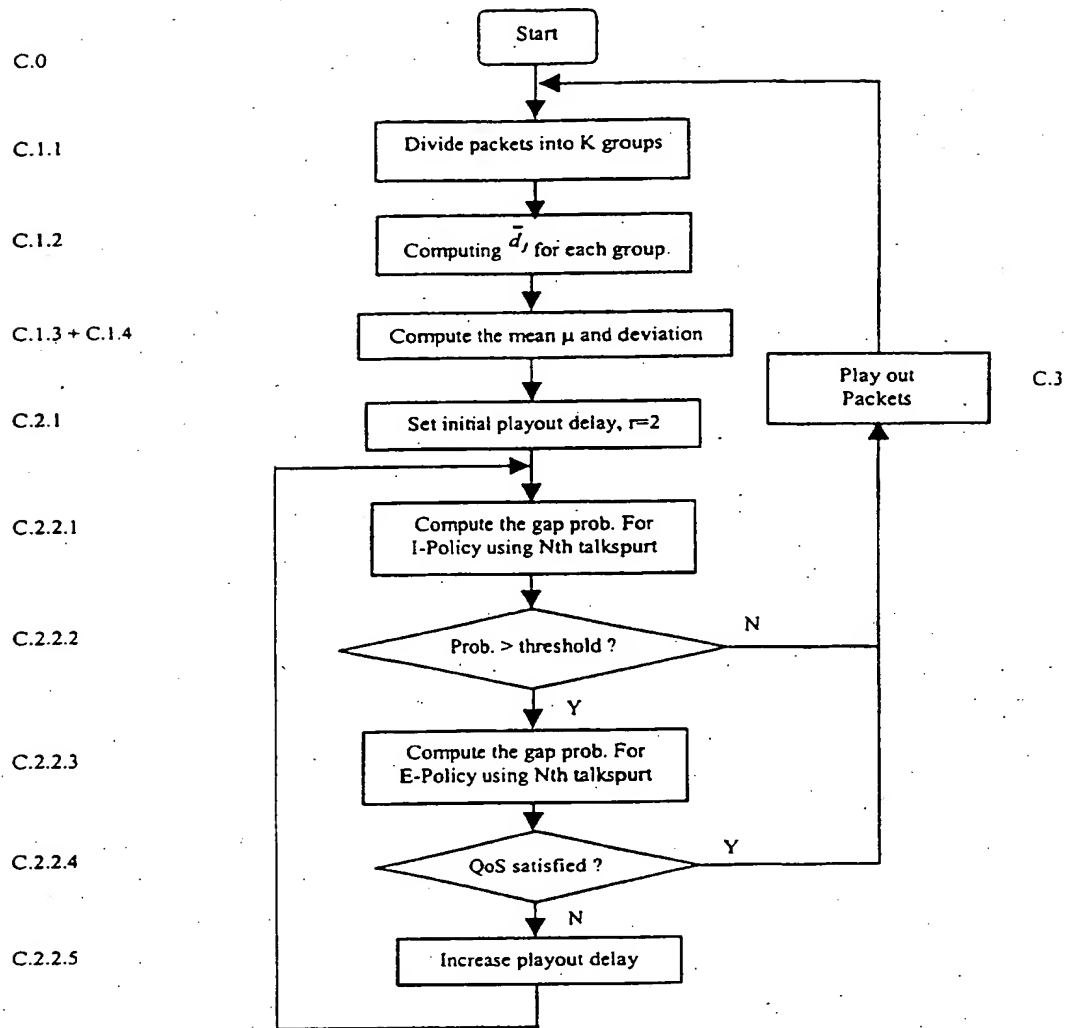 Start
C.0
C.1.1
Divide packets into K groups
C.1.2
Computing d̄j for each group.
C.1.3 + C.1.4
Compute the mean μ and deviation
Play out
Packets
C.3
C.2.1
Set initial playout delay, r=2
C.2.2.1
Compute the gap prob. For
I-Policy using Nth talkspurt
C.2.2.2
Prob. > threshold ?
N
Y
C.2.2.3
Compute the gap prob. For
E-Policy using Nth talkspurt
C.2.2.4
QoS satisfied ?
Y
N
C.2.2.5
Increase playout delay